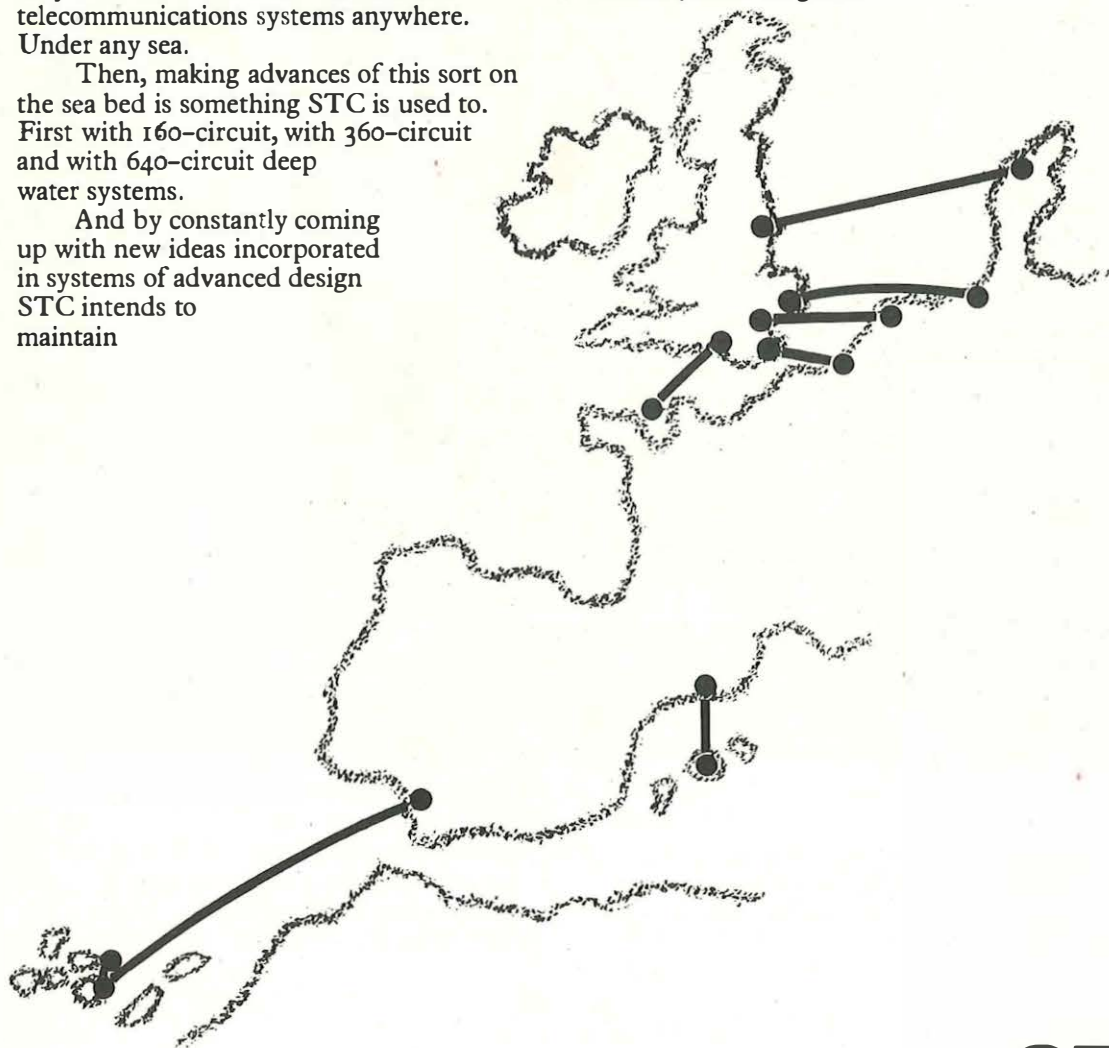 telecommunications systems anywhere.
Under any sea.
Then, making advances of this sort on
the sea bed is something STC is used to.
First with 160-circuit, with 360-circuit
and with 640-circuit deep
water systems.
And by constantly coming
up with new ideas incorporated
in systems of advanced design
STC intends to
maintain